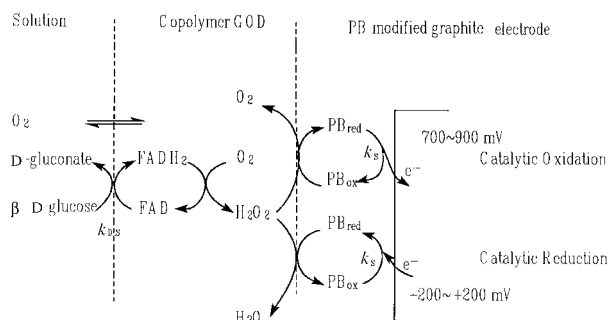 Solution
Copolymer GOD
PB modified graphite electrode
O2
O2
PBred
700~900 mV
ks
e−
Catalytic Oxidation
D-gluconate
FADH2
O2
PBox
β D-glucose
FAD
H2O2
PBred
ks
e−
Catalytic Reduction
PBox
−200~+200 mV
H2O